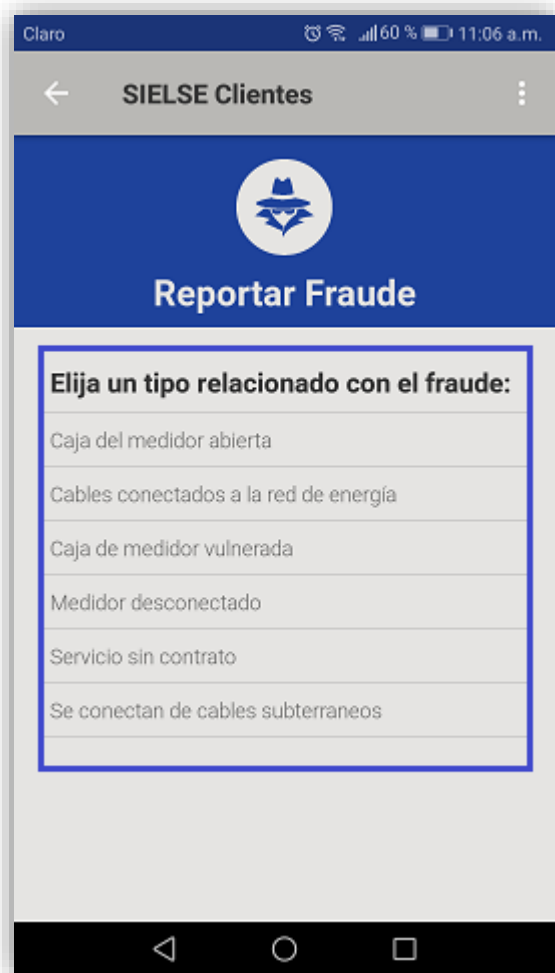 Claro 60 % 11:06 a.m.
SIELSE Clientes
Reportar Fraude
Elija un tipo relacionado con el fraude:
Caja del medidor abierta
Cables conectados a la red de energía
Caja de medidor vulnerada
Medidor desconectado
Servicio sin contrato
Se conectan de cables subterraneos